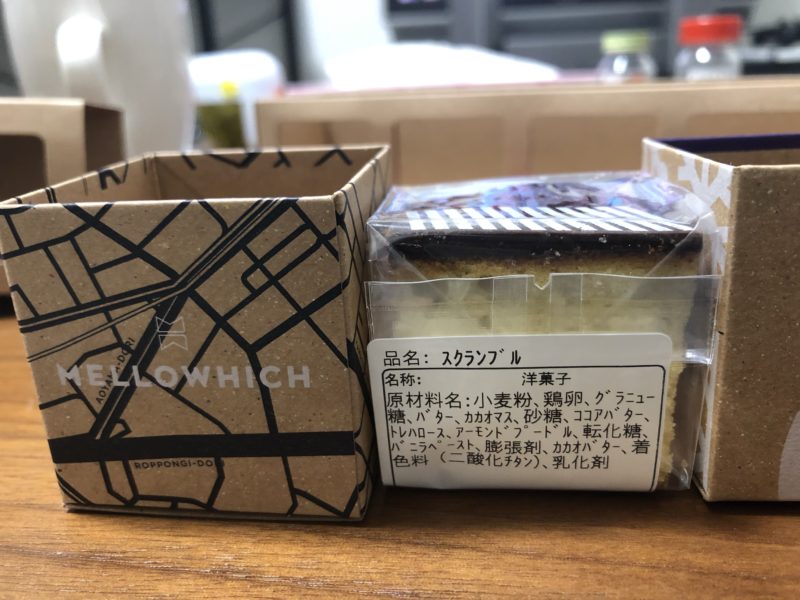 AOYAMA-DORI
MELLOWHICH
ROPPONGI-DORI
品名: ｽｸﾗﾝﾌﾞﾙ
名称: 洋菓子
原材料名:小麦粉、鶏卵、ｸﾞﾗﾆｭｰ
糖、ﾊﾞﾀｰ、ｶｶｵﾏｽ、砂糖、ｺｺｱﾊﾞﾀｰ、
ﾄﾚﾊﾛｰｽ、ｱｰﾓﾝﾄﾞﾌﾟｰﾄﾞﾙ、転化糖、
ﾊﾞﾆﾗﾍﾟｰｽﾄ、膨張剤、ｶｶｵﾊﾞﾀｰ、着
色料（二酸化ﾁﾀﾝ)、乳化剤